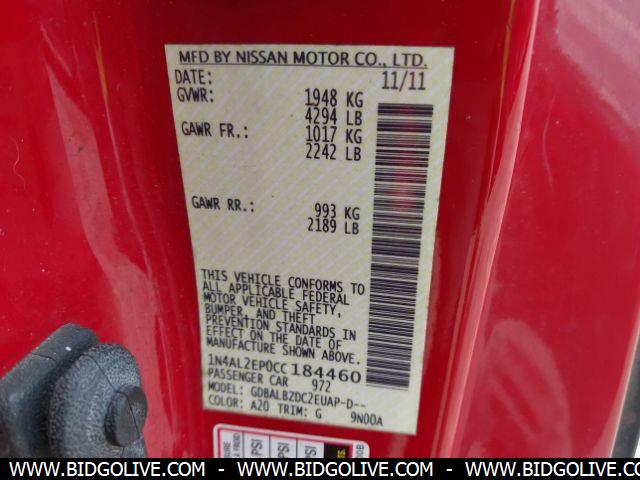 MFD BY NISSAN MOTOR CO., LTD.
DATE: 11/11
GVWR: 1948 KG
4294 LB
GAWR FR.: 1017 KG
2242 LB
GAWR RR.: 993 KG
2189 LB
THIS VEHICLE CONFORMS TO
ALL APPLICABLE FEDERAL
MOTOR VEHICLE SAFETY,
BUMPER, AND THEFT
PREVENTION STANDARDS IN
EFFECT ON THE DATE OF
MANUFACTURE SHOWN ABOVE.
1N4AL2EP0CC184460
PASSENGER CAR 972
MODEL: GDBALBZDC2EUAP-D--
COLOR: A20 TRIM: G 9N00A
PSI PSI
WWW.BIDGOLIVE.COM - WWW.BIDGOLIVE.COM - WWW.BIDGOLIVE.COM